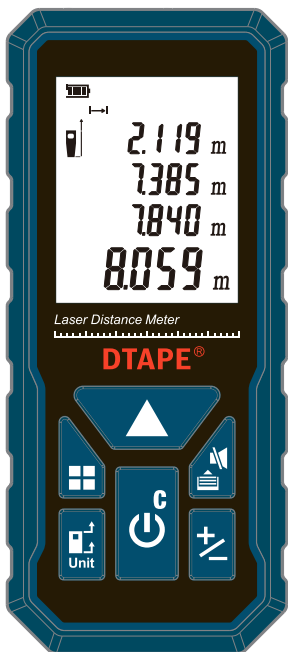 2.119 m
7.385 m
7.840 m
8.059 m
Laser Distance Meter
DTAPE®
C
Unit